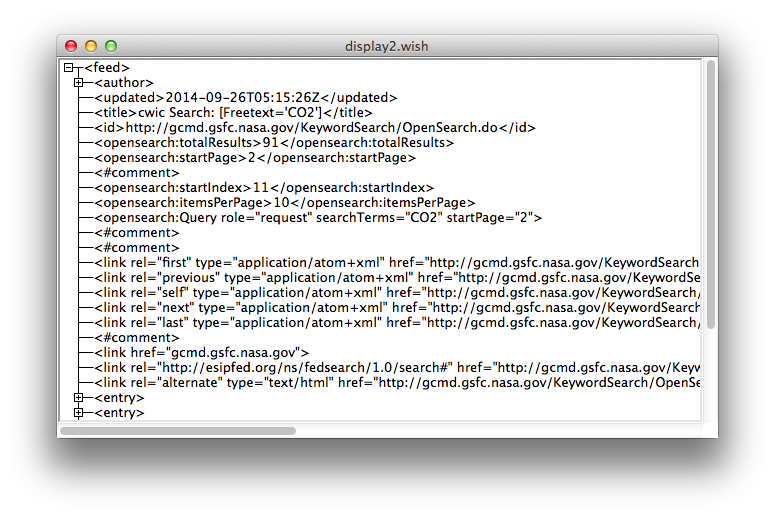 display2.wish
<feed>
<author>
<updated>2014-09-26T05:15:26Z</updated>
<title>cwic Search: [Freetext='CO2']</title>
<id>http://gcmd.gsfc.nasa.gov/KeywordSearch/OpenSearch.do</id>
<opensearch:totalResults>91</opensearch:totalResults>
<opensearch:startPage>2</opensearch:startPage>
<#comment>
<opensearch:startIndex>11</opensearch:startIndex>
<opensearch:itemsPerPage>10</opensearch:itemsPerPage>
<opensearch:Query role="request" searchTerms="CO2" startPage="2">
<#comment>
<#comment>
<link rel="first" type="application/atom+xml" href="http://gcmd.gsfc.nasa.gov/KeywordSearch
<link rel="previous" type="application/atom+xml" href="http://gcmd.gsfc.nasa.gov/KeywordSe
<link rel="self" type="application/atom+xml" href="http://gcmd.gsfc.nasa.gov/KeywordSearch/
<link rel="next" type="application/atom+xml" href="http://gcmd.gsfc.nasa.gov/KeywordSearch/
<link rel="last" type="application/atom+xml" href="http://gcmd.gsfc.nasa.gov/KeywordSearch/
<#comment>
<link href="gcmd.gsfc.nasa.gov">
<link rel="http://esipfed.org/ns/fedsearch/1.0/search#" href="http://gcmd.gsfc.nasa.gov/Keyw
<link rel="alternate" type="text/html" href="http://gcmd.gsfc.nasa.gov/KeywordSearch/OpenSe
<entry>
<entry>